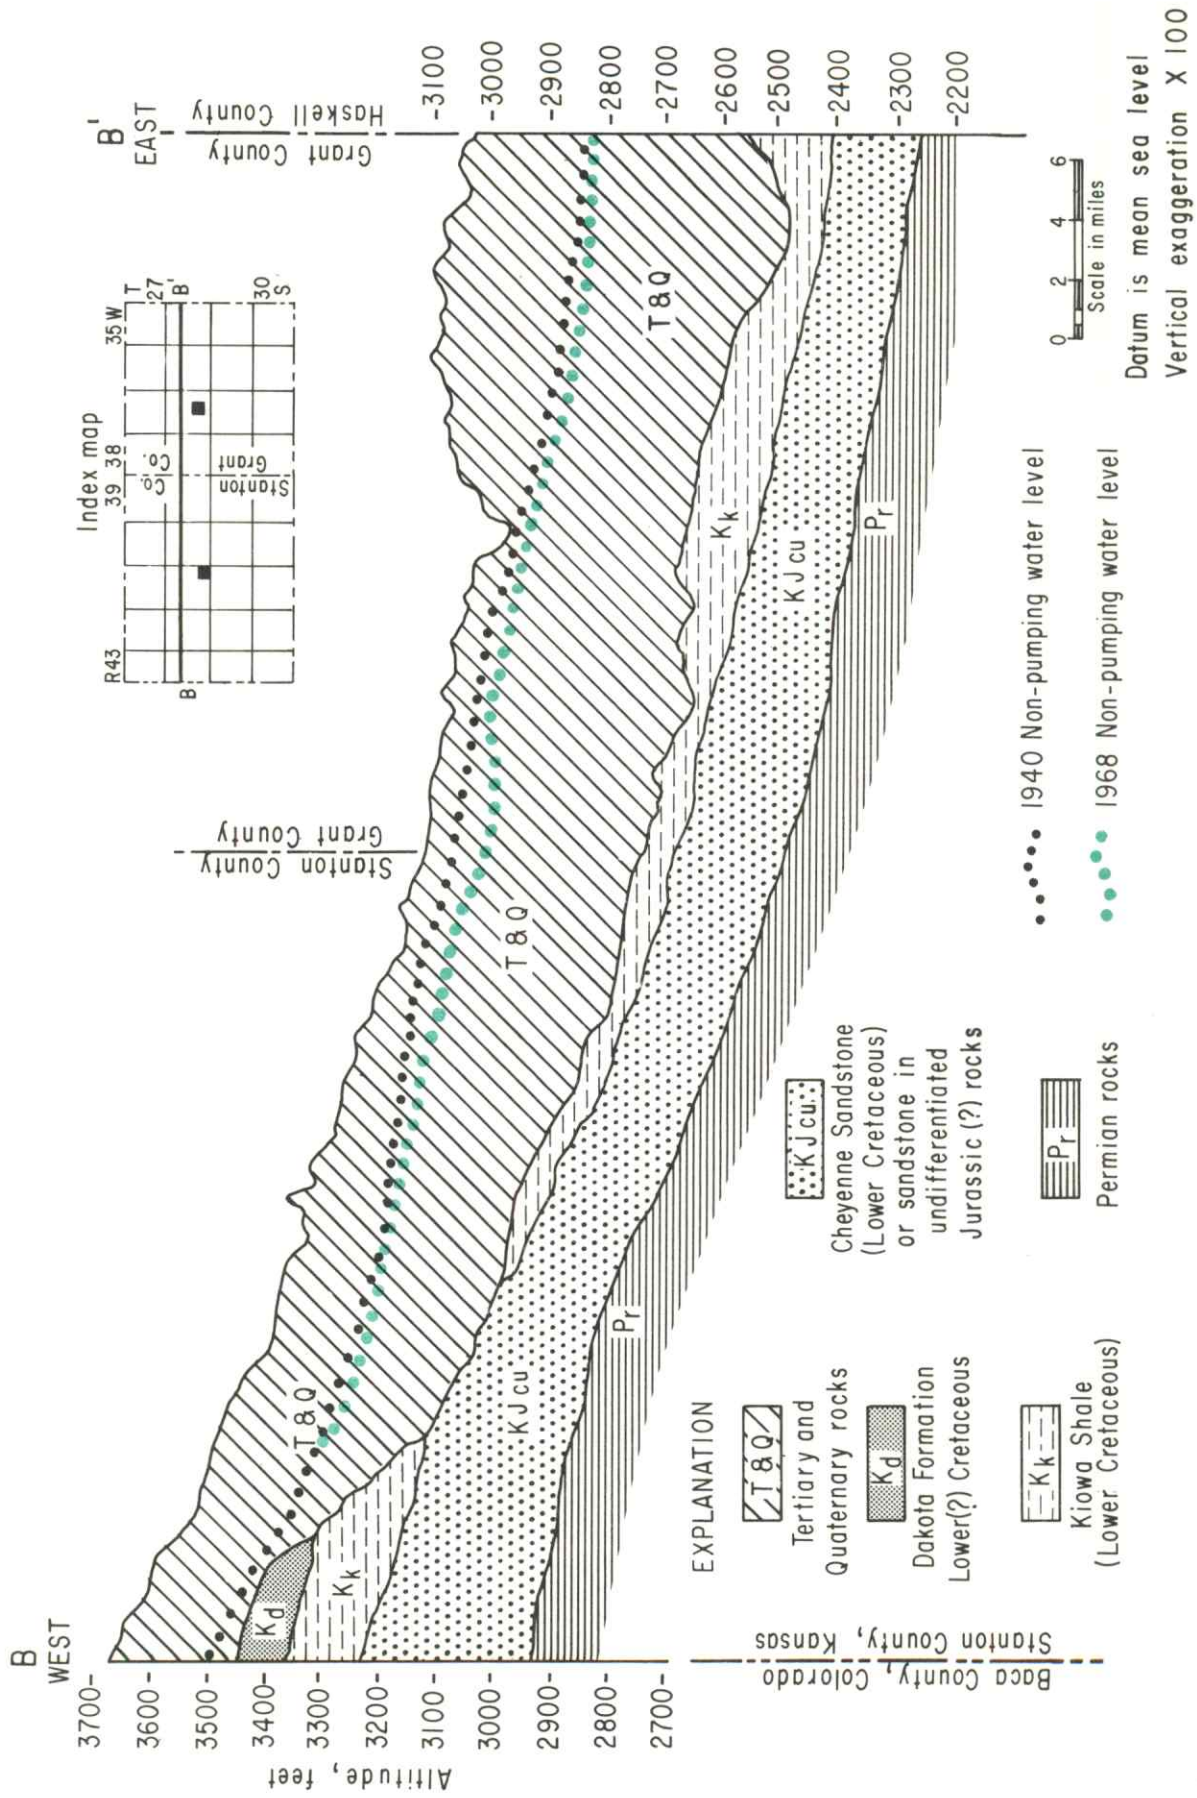 B
WEST
B'
EAST
Grant County
Haskell County
Stanton County
Grant County
Index map
R43
39
38
35W
T
27
B'
B
30
S
Stanton Co.
Grant Co.
Altitude, feet
3700-
3600-
3500-
3400-
3300-
3200-
3100-
3000-
2900-
2800-
2700-
-3100
-3000
-2900
-2800
-2700
-2600
-2500
-2400
-2300
-2200
T&Q
T&Q
T&Q
Kd
Kk
Kk
KJcu
KJcu
Pr
Pr
Baca County, Colorado
Stanton County, Kansas
0 2 4 6
Scale in miles
Datum is mean sea level
Vertical exaggeration X 100
EXPLANATION
T&Q
Tertiary and
Quaternary rocks
Kd
Dakota Formation
Lower(?) Cretaceous
Kk
Kiowa Shale
(Lower Cretaceous)
KJcu
Cheyenne Sandstone
(Lower Cretaceous)
or sandstone in
undifferentiated
Jurassic (?) rocks
Pr
Permian rocks
1940 Non-pumping water level
1968 Non-pumping water level